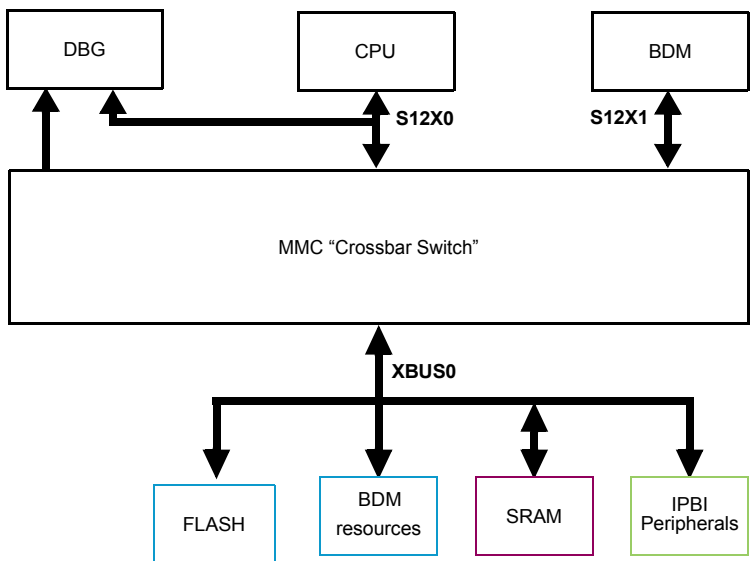 DBG
CPU
BDM
S12X0
S12X1
MMC “Crossbar Switch”
XBUS0
FLASH
BDM
resources
SRAM
IPBI
Peripherals